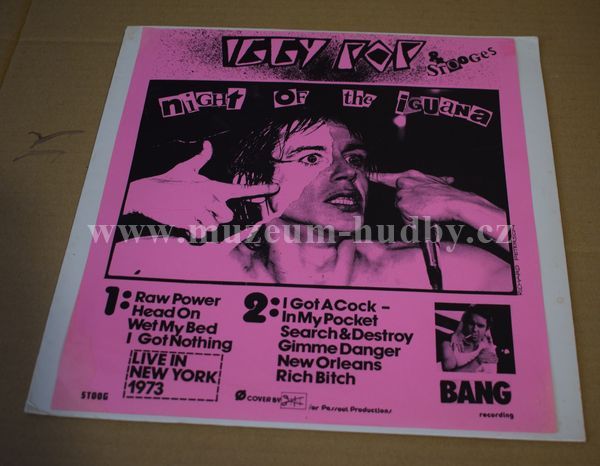 IGGY POP
& STOOGES
night OF the iGUaNa
www.muzeum-hudby.cz
1: Raw Power
Head On
Wet My Bed
I Got Nothing
LIVE IN
NEW YORK
1973
2: I Got A Cock –
In My Pocket
Search & Destroy
Gimme Danger
New Orleans
Rich Bitch
BANG
recording
STOOG
COVER BY
for Passout Productions
RICHARD